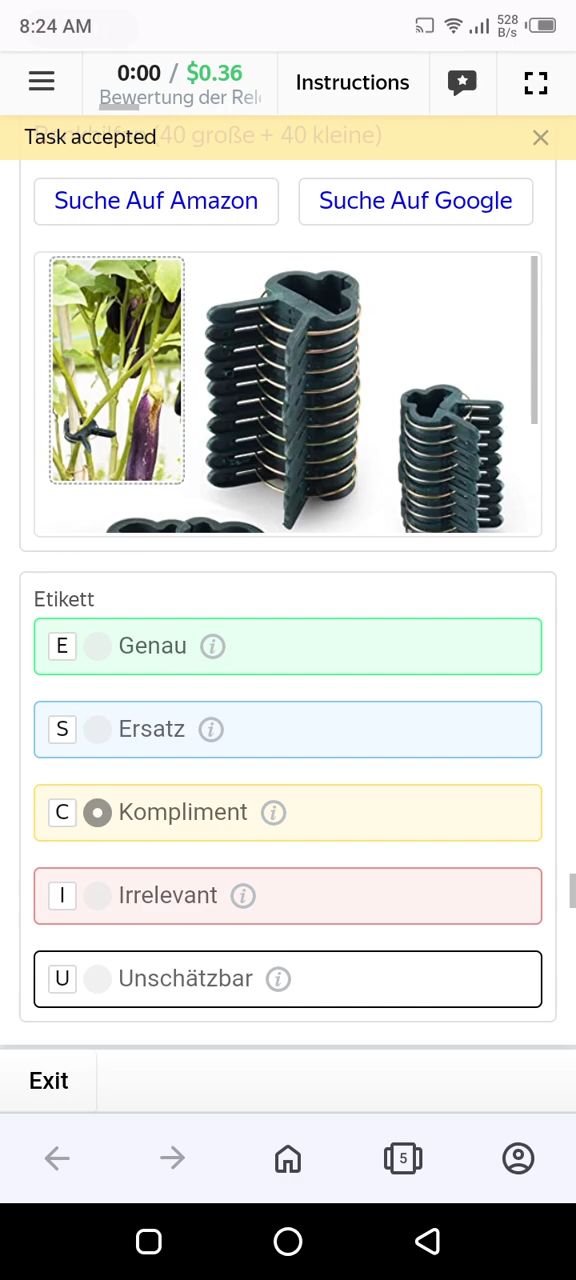 8:24 AM
528
B/s
0:00 / $0.36
Bewertung der Rel
Instructions
(40 große + 40 kleine)
Task accepted
Suche Auf Amazon
Suche Auf Google
Etikett
E Genau i
S Ersatz i
C Kompliment i
I Irrelevant i
U Unschätzbar i
Exit
5